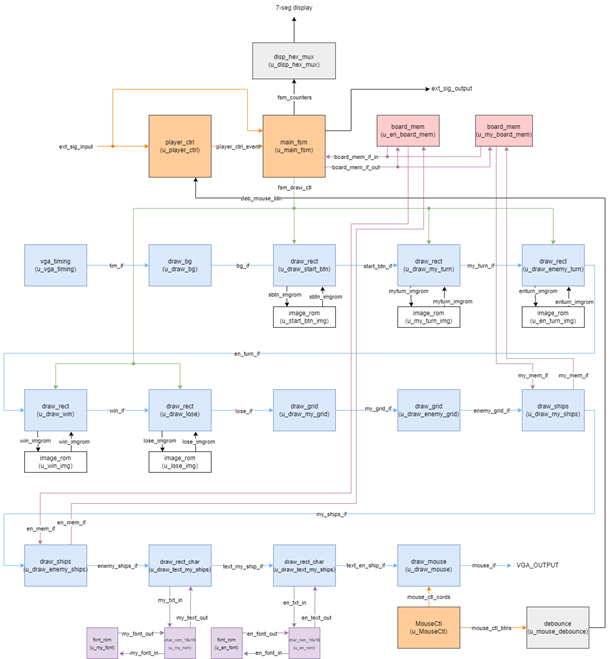 7-seg display
disp_hex_mux
(u_disp_hex_mux)
fsm_counters
ext_sig_output
ext_sig_input
player_ctrl
(u_player_ctrl)
player_ctrl_event
main_fsm
(u_main_fsm)
board_mem
(u_en_board_mem)
board_mem
(u_my_board_mem)
board_mem_if_in
board_mem_if_out
fsm_draw_ctl
deb_mouse_btn
vga_timing
(u_vga_timing)
tim_if
draw_bg
(u_draw_bg)
bg_if
draw_rect
(u_draw_start_btn)
start_btn_if
draw_rect
(u_draw_my_turn)
my_turn_if
draw_rect
(u_draw_enemy_turn)
sbtn_imgrom
sbtn_imgrom
myturn_imgrom
myturn_imgrom
enturn_imgrom
enturn_imgrom
image_rom
(u_start_btn_img)
image_rom
(u_my_turn_img)
image_rom
(u_en_turn_img)
en_turn_if
my_mem_if
my_mem_if
draw_rect
(u_draw_win)
win_if
draw_rect
(u_draw_lose)
lose_if
draw_grid
(u_draw_my_grid)
my_grid_if
draw_grid
(u_draw_enemy_grid)
enemy_grid_if
draw_ships
(u_draw_my_ships)
win_imgrom
win_imgrom
lose_imgrom
lose_imgrom
image_rom
(u_win_img)
image_rom
(u_lose_img)
my_ships_if
en_mem_if
en_mem_if
draw_ships
(u_draw_enemy_ships)
enemy_ships_if
draw_rect_char
(u_draw_text_my_ships)
text_my_ship_if
draw_rect_char
(u_draw_text_my_ships)
text_en_ship_if
draw_mouse
(u_draw_mouse)
mouse_if
VGA_OUTPUT
my_txt_in
my_text_out
en_txt_in
en_text_out
mouse_ctl_cords
font_rom
(u_my_font)
my_font_out
my_font_in
char_rom_16x16
(u_my_rom)
font_rom
(u_en_font)
en_font_out
en_font_in
char_rom_16x16
(u_en_rom)
MouseCtl
(u_MouseCtl)
mouse_ctl_btns
debounce
(u_mouse_debounce)